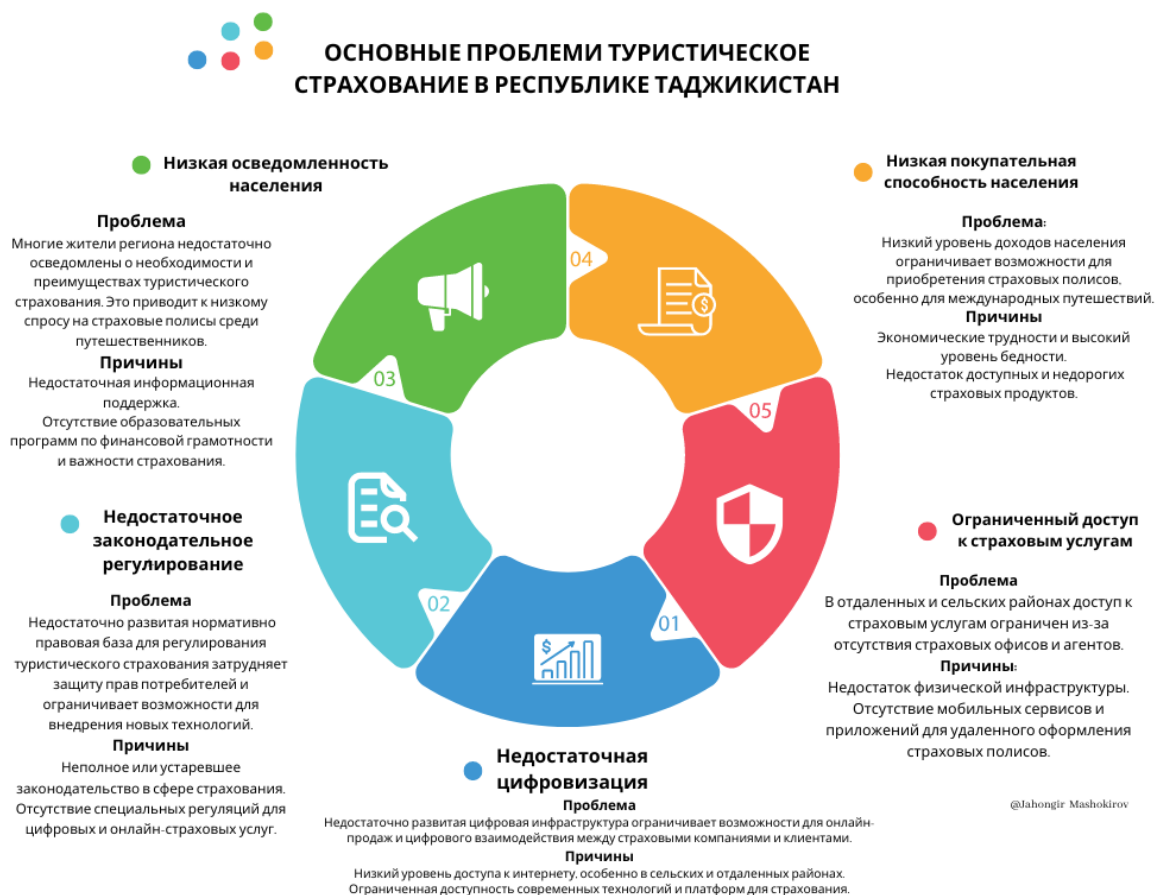 ОСНОВНЫЕ ПРОБЛЕМИ ТУРИСТИЧЕСКОЕ
СТРАХОВАНИЕ В РЕСПУБЛИКЕ ТАДЖИКИСТАН
Низкая осведомленность
населения
Проблема
Многие жители региона недостаточно
осведомлены о необходимости и
преимуществах туристического
страхования. Это приводит к низкому
спросу на страховые полисы среди
путешественников.
Причины
Недостаточная информационная
поддержка.
Отсутствие образовательных
программ по финансовой грамотности
и важности страхования.
Недостаточное
законодательное
регулирование
Проблема
Недостаточно развитая нормативно
правовая база для регулирования
туристического страхования затрудняет
защиту прав потребителей и
ограничивает возможности для
внедрения новых технологий.
Причины
Неполное или устаревшее
законодательство в сфере страхования.
Отсутствие специальных регуляций для
цифровых и онлайн-страховых услуг.
04
03
05
02
01
$
$
Недостаточная
цифровизация
Проблема
Недостаточно развитая цифровая инфраструктура ограничивает возможности для онлайн-
продаж и цифрового взаимодействия между страховыми компаниями и клиентами.
Причины
Низкий уровень доступа к интернету, особенно в сельских и отдаленных районах.
Ограниченная доступность современных технологий и платформ для страхования.
Низкая покупательная
способность населения
Проблема:
Низкий уровень доходов населения
ограничивает возможности для
приобретения страховых полисов,
особенно для международных путешествий.
Причины
Экономические трудности и высокий
уровень бедности.
Недостаток доступных и недорогих
страховых продуктов.
Ограниченный доступ
к страховым услугам
Проблема
В отдаленных и сельских районах доступ к
страховым услугам ограничен из-за
отсутствия страховых офисов и агентов.
Причины:
Недостаток физической инфраструктуры.
Отсутствие мобильных сервисов и
приложений для удаленного оформления
страховых полисов.
@Jahongir Mashokirov